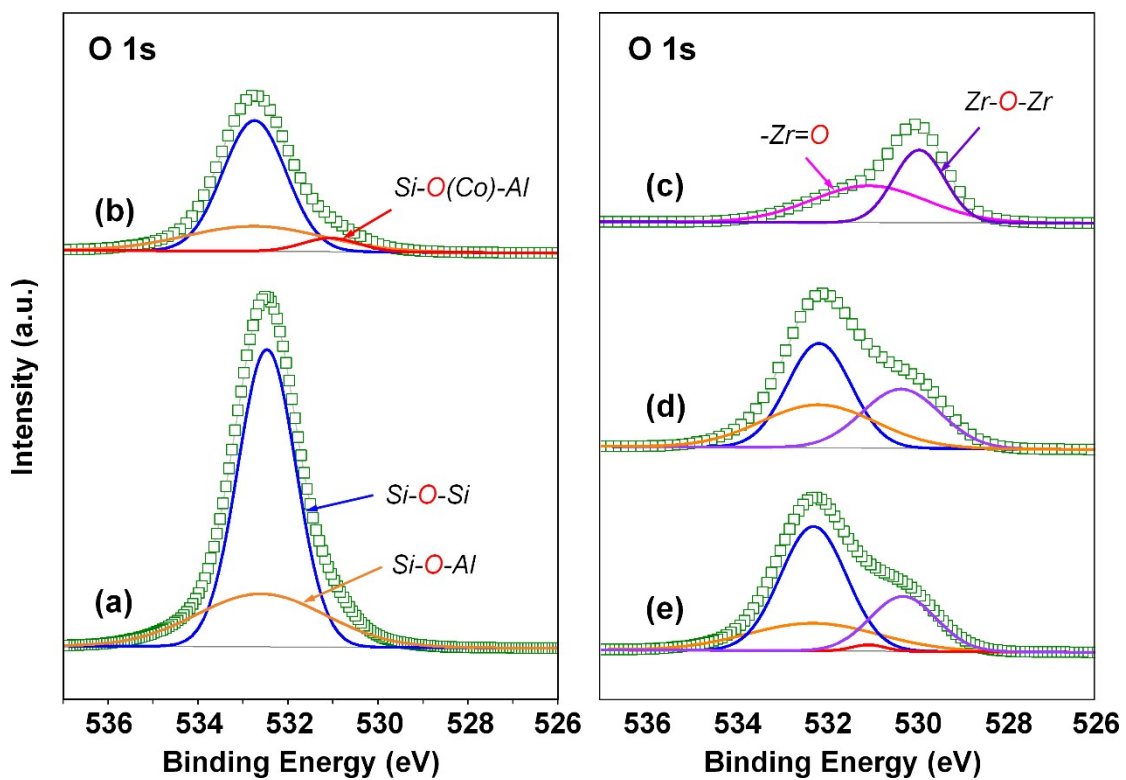 O 1s
(b)
Si-O(Co)-Al
Si-O-Si
Si-O-Al
(a)
536 534 532 530 528 526
Binding Energy (eV)
Intensity (a.u.)
O 1s
Zr-O-Zr
-Zr=O
(c)
(d)
(e)
536 534 532 530 528 526
Binding Energy (eV)